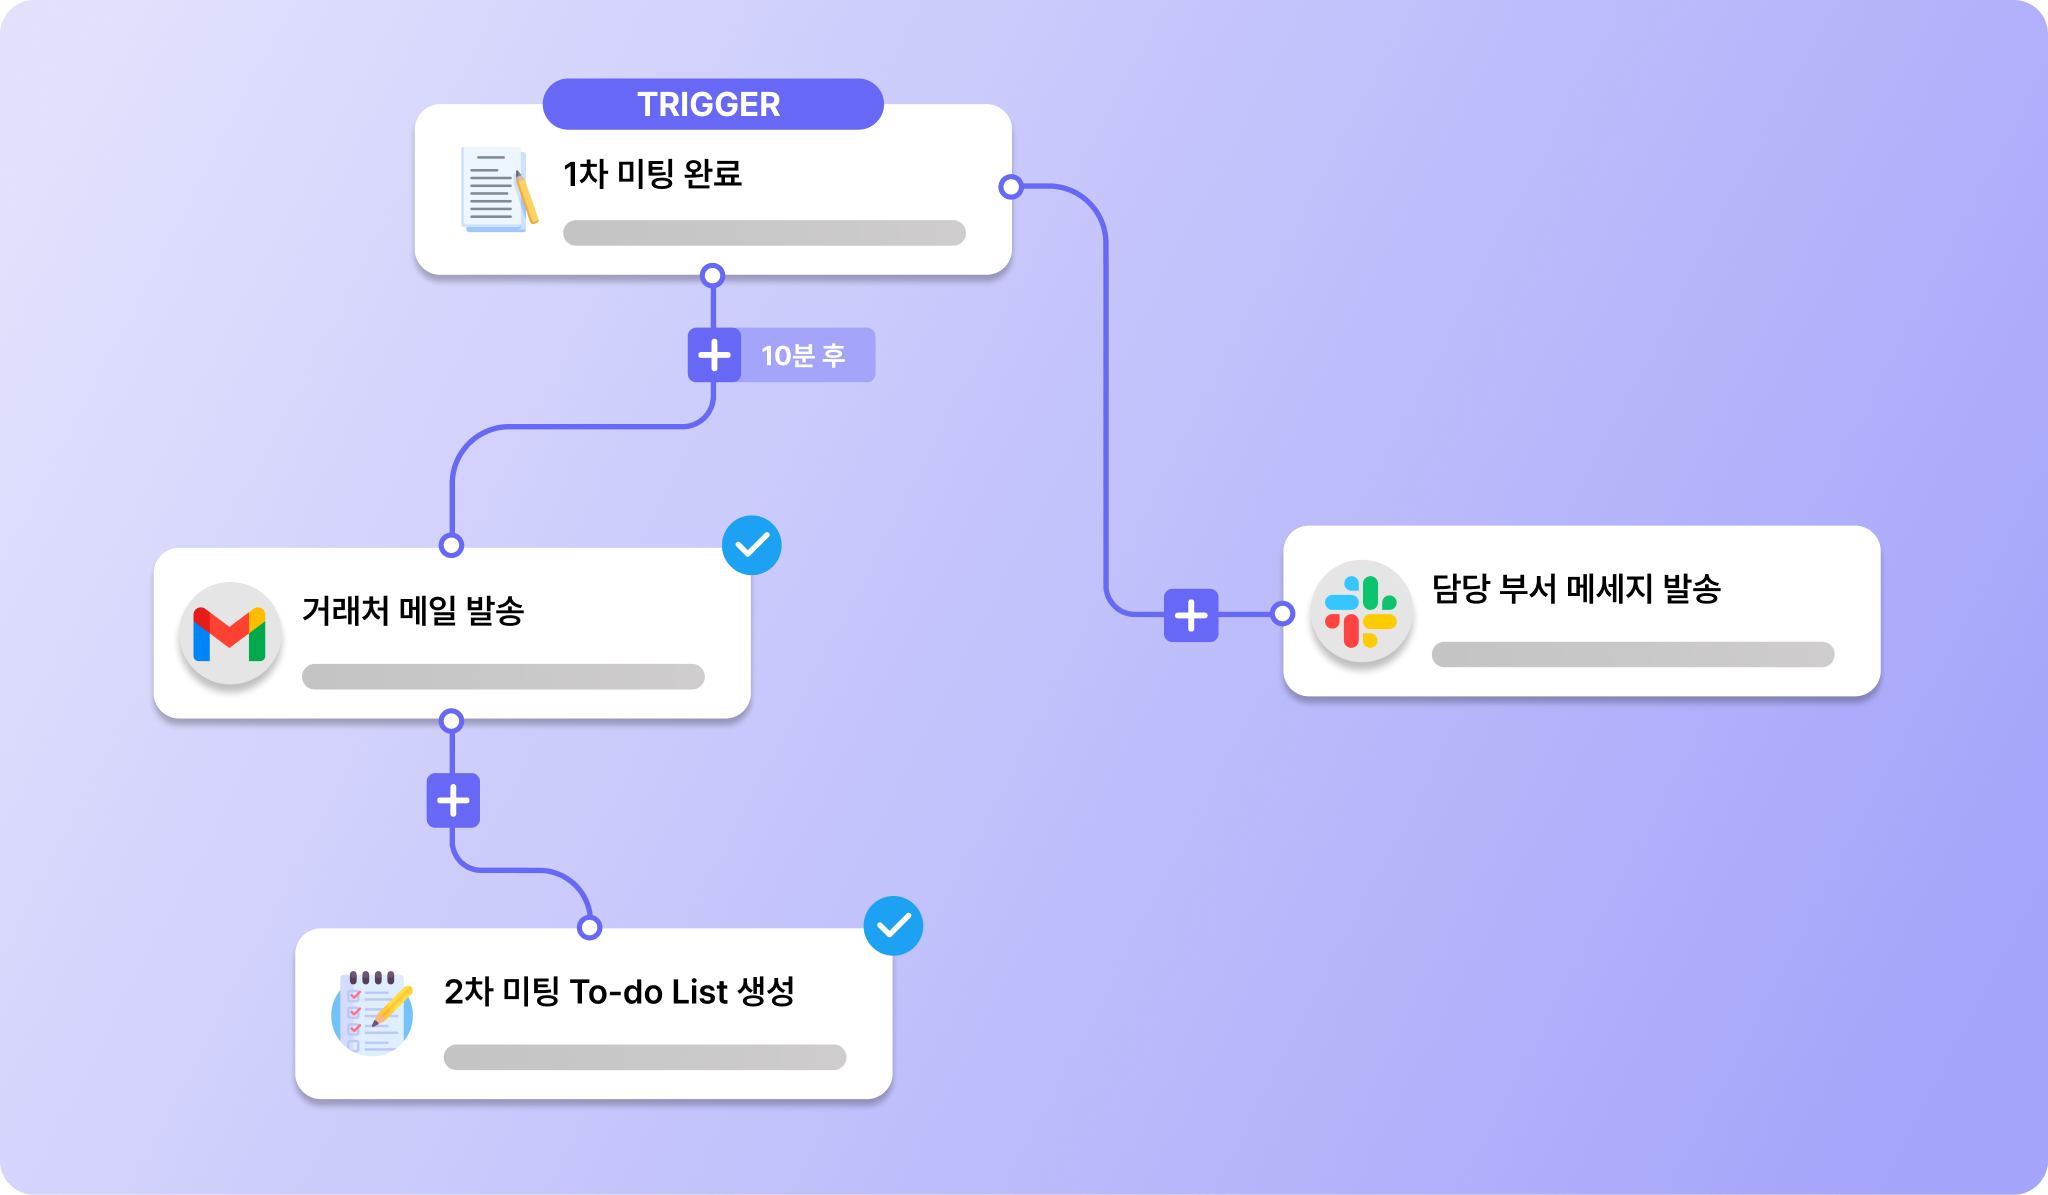 TRIGGER
1차 미팅 완료
10분 후
거래처 메일 발송
담당 부서 메세지 발송
2차 미팅 To-do List 생성